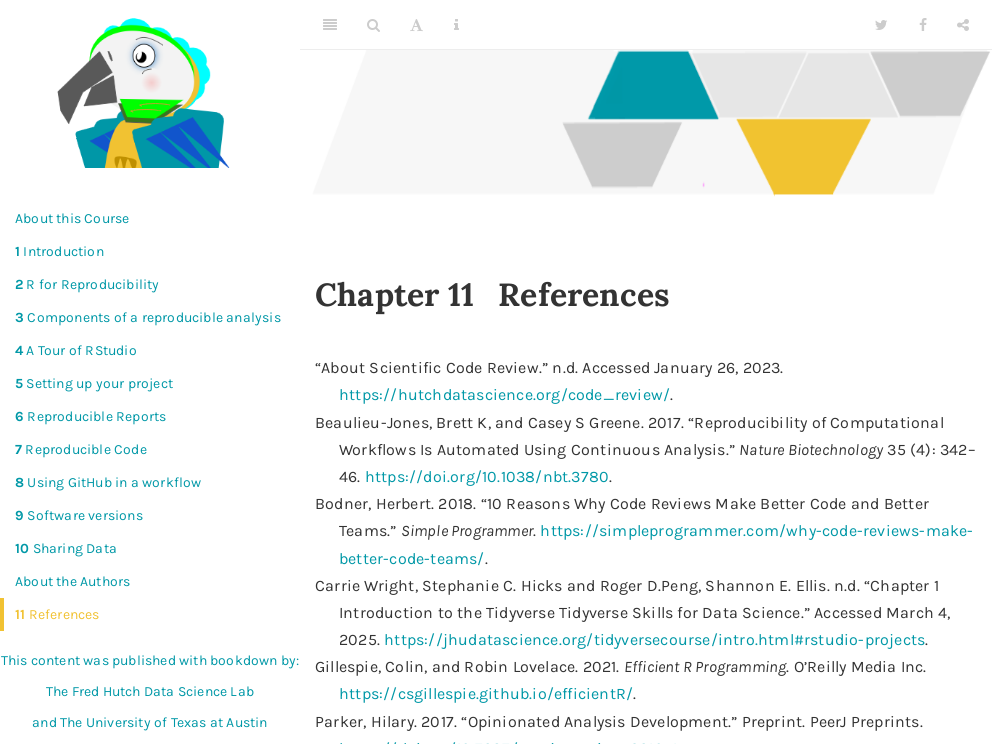 About this Course
1 Introduction
2 R for Reproducibility
3 Components of a reproducible analysis
4 A Tour of RStudio
5 Setting up your project
6 Reproducible Reports
7 Reproducible Code
8 Using GitHub in a workflow
9 Software versions
10 Sharing Data
About the Authors
11 References
This content was published with bookdown by:
The Fred Hutch Data Science Lab
and The University of Texas at Austin
Chapter 11 References
“About Scientific Code Review.” n.d. Accessed January 26, 2023.
https://hutchdatascience.org/code_review/.
Beaulieu-Jones, Brett K, and Casey S Greene. 2017. “Reproducibility of Computational
Workflows Is Automated Using Continuous Analysis.” Nature Biotechnology 35 (4): 342–
46. https://doi.org/10.1038/nbt.3780.
Bodner, Herbert. 2018. “10 Reasons Why Code Reviews Make Better Code and Better
Teams.” Simple Programmer. https://simpleprogrammer.com/why-code-reviews-make-
better-code-teams/.
Carrie Wright, Stephanie C. Hicks and Roger D.Peng, Shannon E. Ellis. n.d. “Chapter 1
Introduction to the Tidyverse Tidyverse Skills for Data Science.” Accessed March 4,
2025. https://jhudatascience.org/tidyversecourse/intro.html#rstudio-projects.
Gillespie, Colin, and Robin Lovelace. 2021. Efficient R Programming. O’Reilly Media Inc.
https://csgillespie.github.io/efficientR/.
Parker, Hilary. 2017. “Opinionated Analysis Development.” Preprint. PeerJ Preprints.